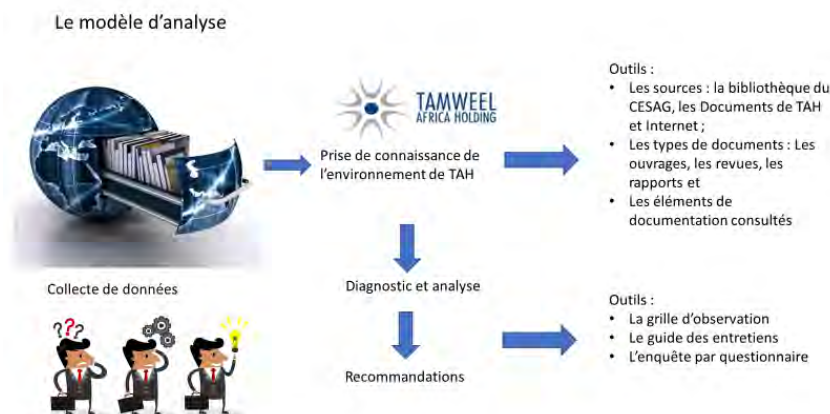 Le modèle d'analyse
TAMWEEL
AFRICA HOLDING
Prise de connaissance de
l'environnement de TAH
Outils :
• Les sources : la bibliothèque du
CESAG, les Documents de TAH
et Internet ;
• Les types de documents : Les
ouvrages, les revues, les
rapports et
• Les éléments de
documentation consultés
Collecte de données
Diagnostic et analyse
Recommandations
Outils :
• La grille d'observation
• Le guide des entretiens
• L'enquête par questionnaire
???